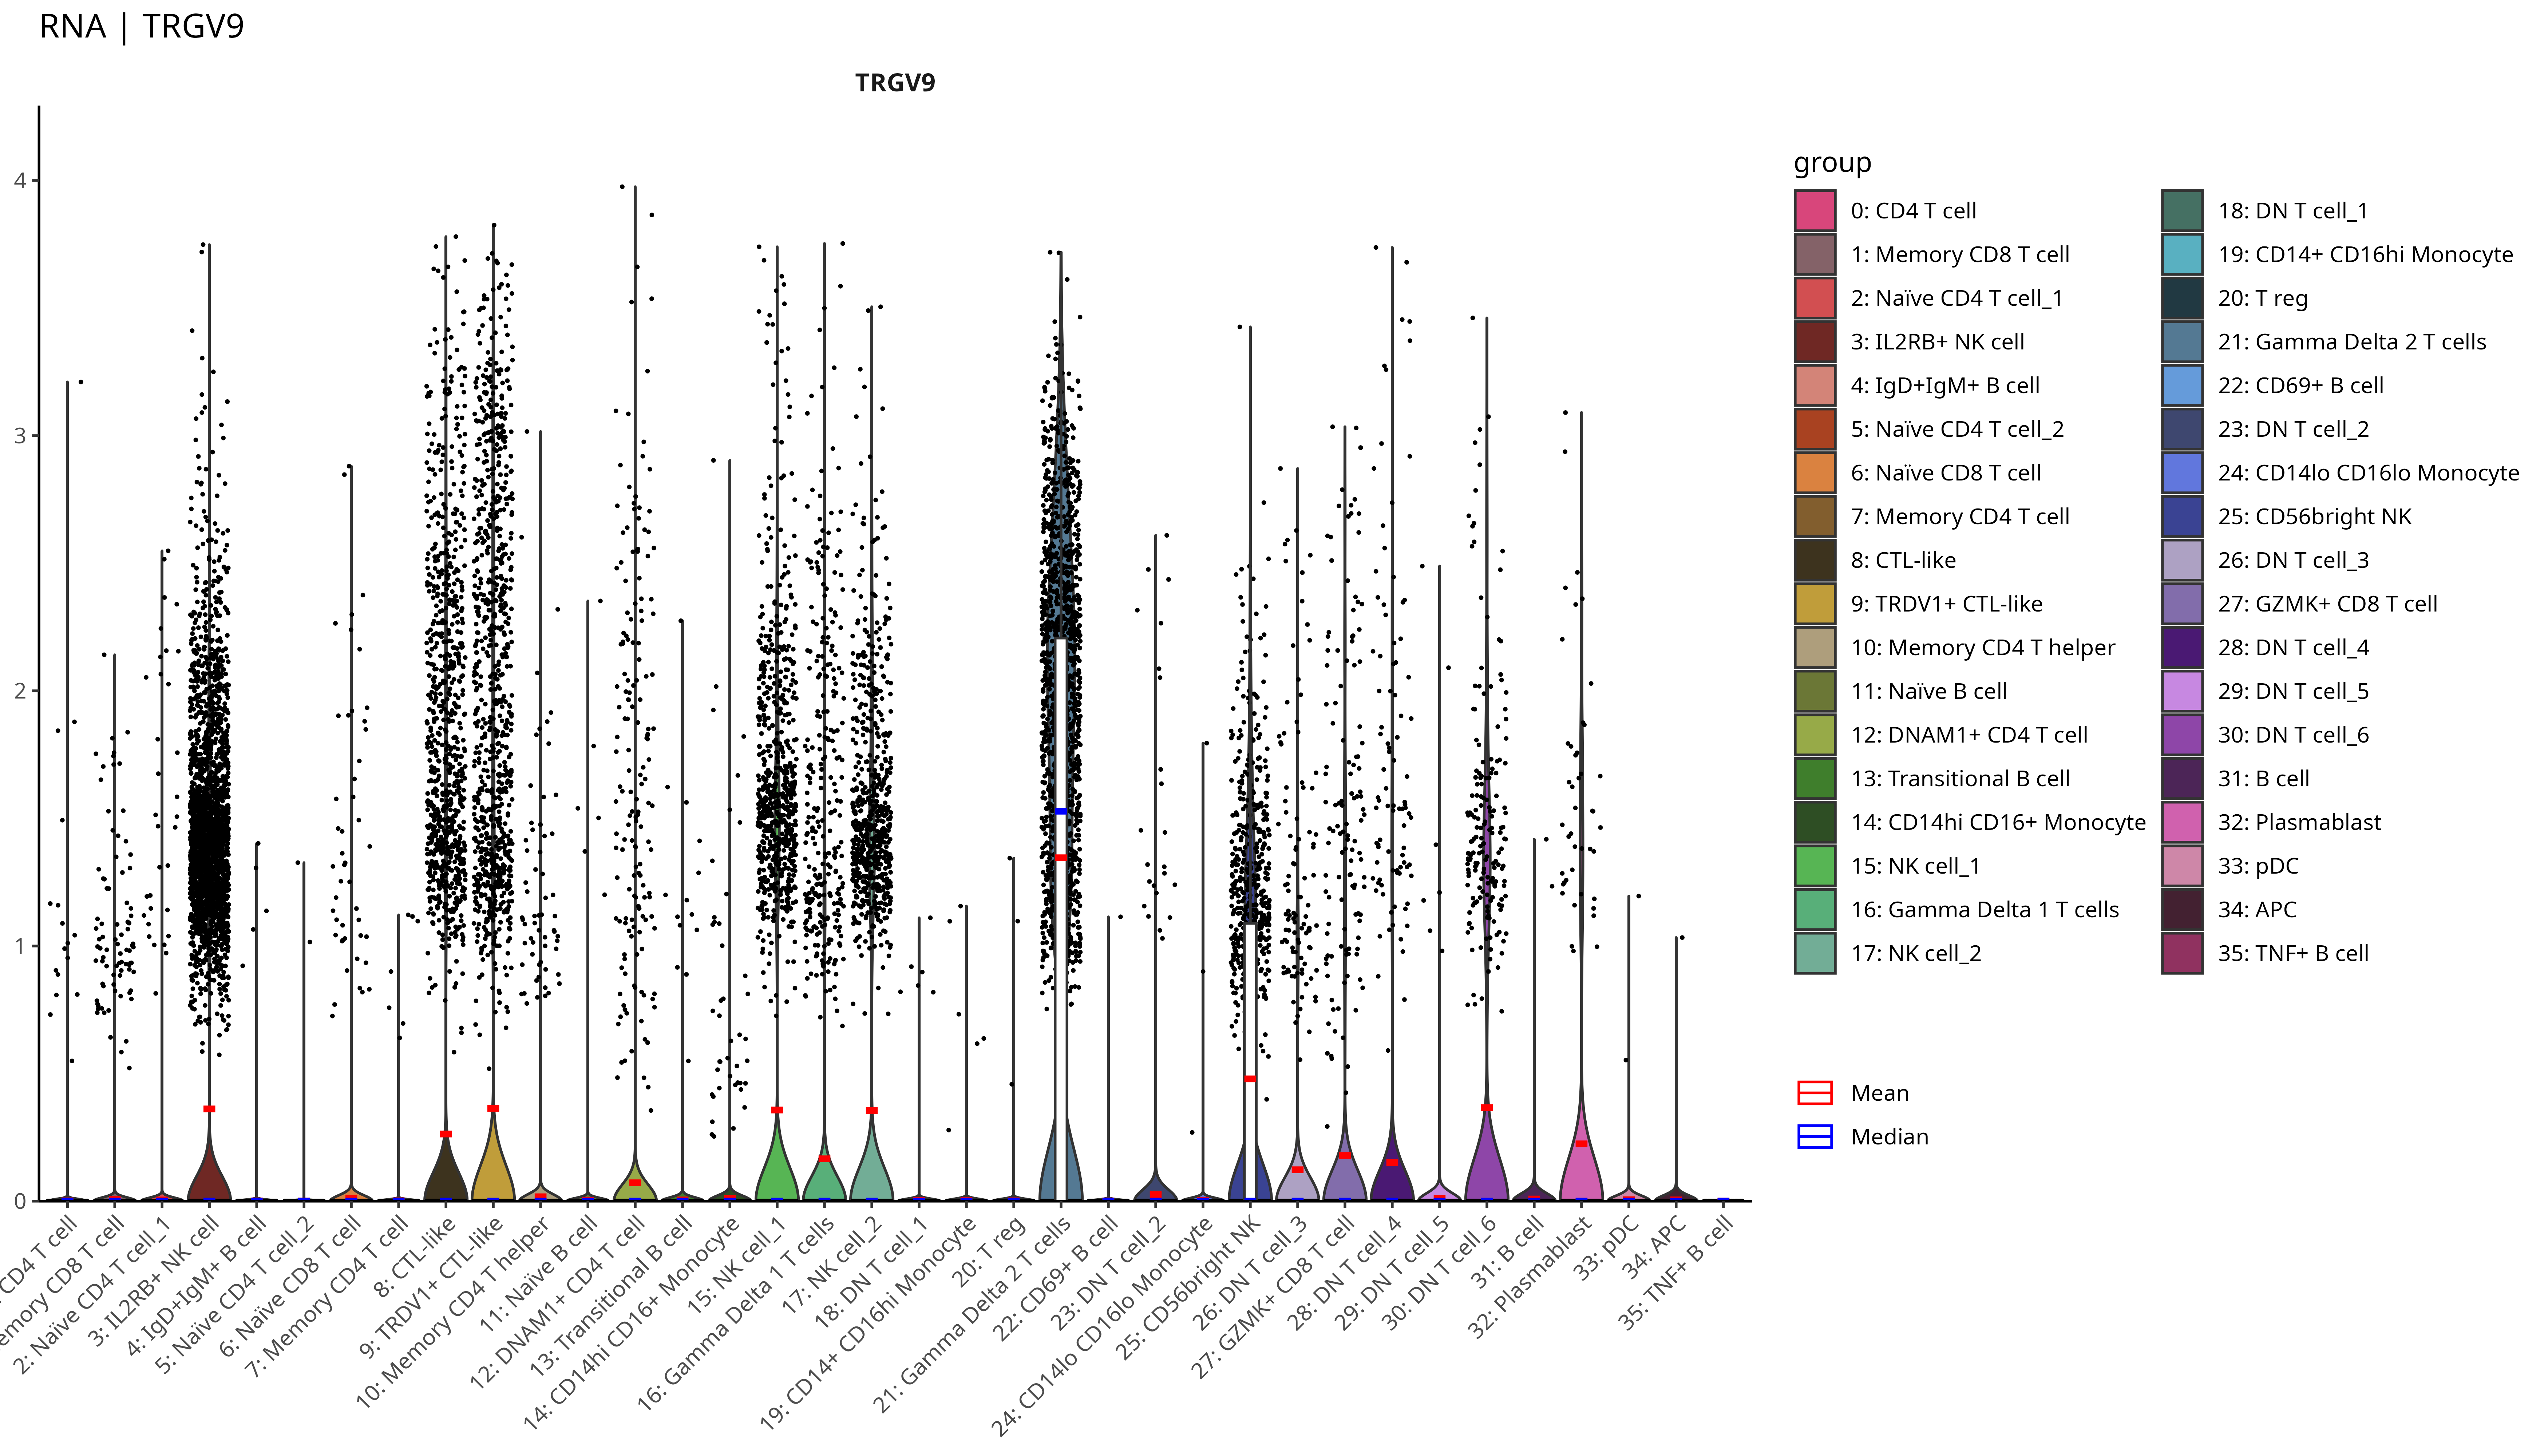 RNA | TRGV9
TRGV9
4
3
2
1
0
CD4 T cell
Memory CD8 T cell
2: Naïve CD4 T cell_1
3: IL2RB+ NK cell
4: IgD+IgM+ B cell
5: Naïve CD4 T cell_2
6: Naïve CD8 T cell
7: Memory CD4 T cell
8: CTL-like
9: TRDV1+ CTL-like
10: Memory CD4 T helper
11: Naïve B cell
12: DNAM1+ CD4 T cell
13: Transitional B cell
14: CD14hi CD16+ Monocyte
15: NK cell_1
16: Gamma Delta 1 T cells
17: NK cell_2
18: DN T cell_1
19: CD14+ CD16hi Monocyte
20: T reg
21: Gamma Delta 2 T cells
22: CD69+ B cell
23: DN T cell_2
24: CD14lo CD16lo Monocyte
25: CD56bright NK
26: DN T cell_3
27: GZMK+ CD8 T cell
28: DN T cell_4
29: DN T cell_5
30: DN T cell_6
31: B cell
32: Plasmablast
33: pDC
34: APC
35: TNF+ B cell
group
0: CD4 T cell
1: Memory CD8 T cell
2: Naïve CD4 T cell_1
3: IL2RB+ NK cell
4: IgD+IgM+ B cell
5: Naïve CD4 T cell_2
6: Naïve CD8 T cell
7: Memory CD4 T cell
8: CTL-like
9: TRDV1+ CTL-like
10: Memory CD4 T helper
11: Naïve B cell
12: DNAM1+ CD4 T cell
13: Transitional B cell
14: CD14hi CD16+ Monocyte
15: NK cell_1
16: Gamma Delta 1 T cells
17: NK cell_2
18: DN T cell_1
19: CD14+ CD16hi Monocyte
20: T reg
21: Gamma Delta 2 T cells
22: CD69+ B cell
23: DN T cell_2
24: CD14lo CD16lo Monocyte
25: CD56bright NK
26: DN T cell_3
27: GZMK+ CD8 T cell
28: DN T cell_4
29: DN T cell_5
30: DN T cell_6
31: B cell
32: Plasmablast
33: pDC
34: APC
35: TNF+ B cell
Mean
Median